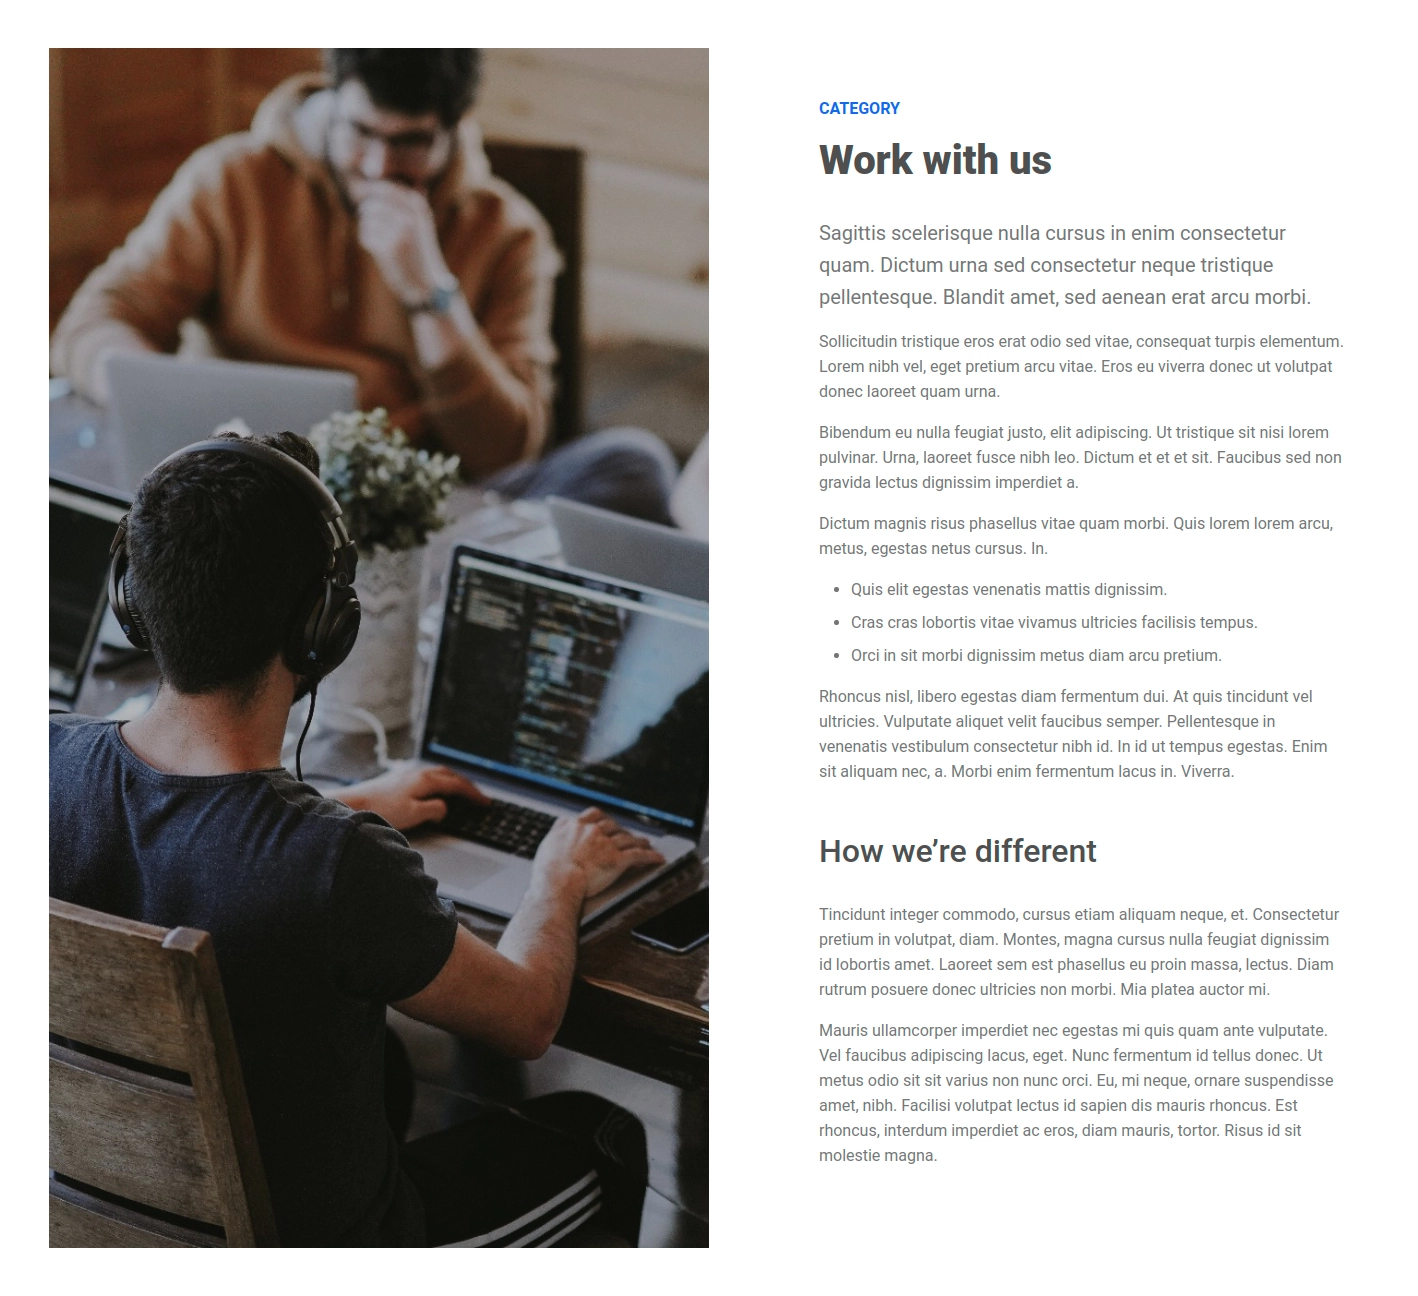 CATEGORY
Work with us
Sagittis scelerisque nulla cursus in enim consectetur
quam. Dictum urna sed consectetur neque tristique
pellentesque. Blandit amet, sed aenean erat arcu morbi.
Sollicitudin tristique eros erat odio sed vitae, consequat turpis elementum.
Lorem nibh vel, eget pretium arcu vitae. Eros eu viverra donec ut volutpat
donec laoreet quam urna.
Bibendum eu nulla feugiat justo, elit adipiscing. Ut tristique sit nisi lorem
pulvinar. Urna, laoreet fusce nibh leo. Dictum et et et sit. Faucibus sed non
gravida lectus dignissim imperdiet a.
Dictum magnis risus phasellus vitae quam morbi. Quis lorem lorem arcu,
metus, egestas netus cursus. In.
• Quis elit egestas venenatis mattis dignissim.
• Cras cras lobortis vitae vivamus ultricies facilisis tempus.
• Orci in sit morbi dignissim metus diam arcu pretium.
Rhoncus nisl, libero egestas diam fermentum dui. At quis tincidunt vel
ultricies. Vulputate aliquet velit faucibus semper. Pellentesque in
venenatis vestibulum consectetur nibh id. In id ut tempus egestas. Enim
sit aliquam nec, a. Morbi enim fermentum lacus in. Viverra.
How we’re different
Tincidunt integer commodo, cursus etiam aliquam neque, et. Consectetur
pretium in volutpat, diam. Montes, magna cursus nulla feugiat dignissim
id lobortis amet. Laoreet sem est phasellus eu proin massa, lectus. Diam
rutrum posuere donec ultricies non morbi. Mia platea auctor mi.
Mauris ullamcorper imperdiet nec egestas mi quis quam ante vulputate.
Vel faucibus adipiscing lacus, eget. Nunc fermentum id tellus donec. Ut
metus odio sit sit varius non nunc orci. Eu, mi neque, ornare suspendisse
amet, nibh. Facilisi volutpat lectus id sapien dis mauris rhoncus. Est
rhoncus, interdum imperdiet ac eros, diam mauris, tortor. Risus id sit
molestie magna.